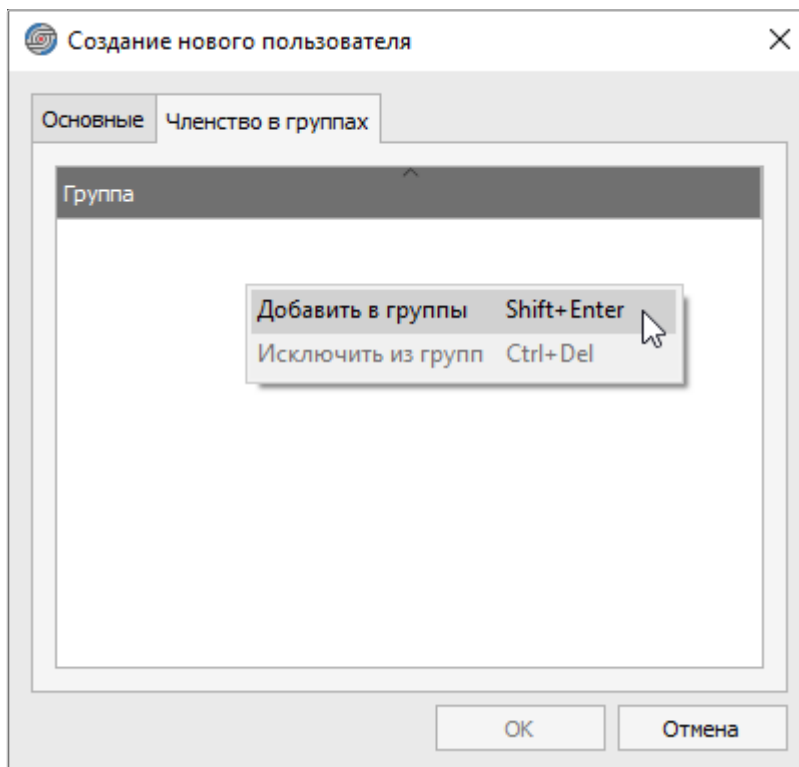 Создание нового пользователя
Основные Членство в группах
Группа
Добавить в группы Shift+Enter
Исключить из групп Ctrl+Del
OK Отмена